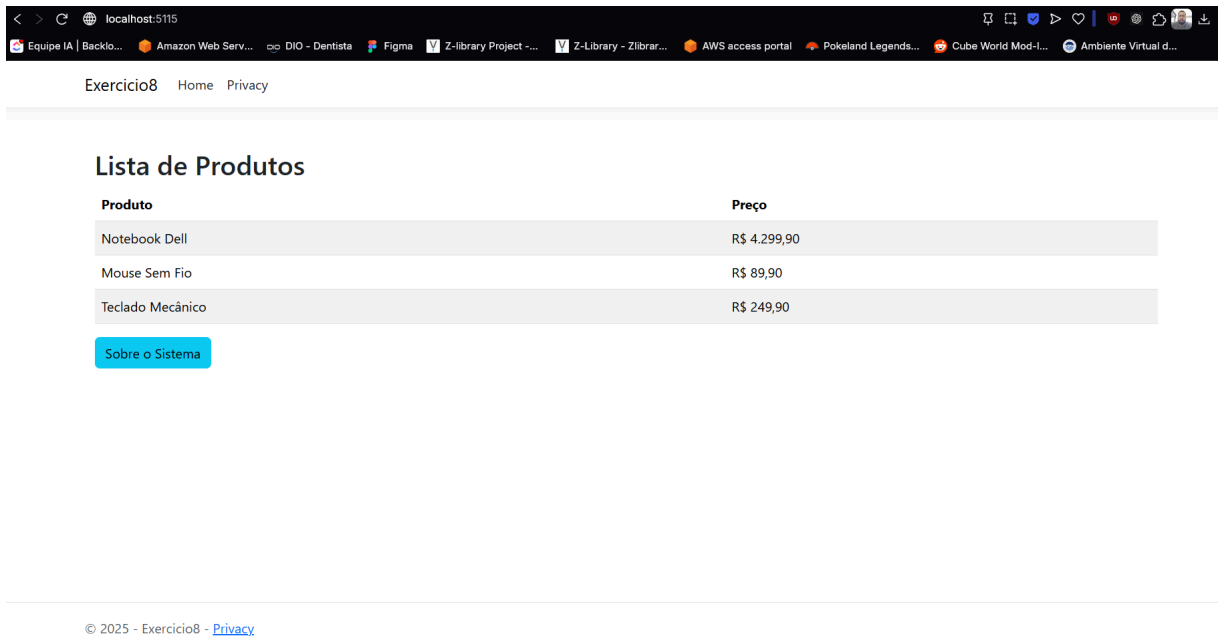 localhost:5115
Equipe IA | Backlo... Amazon Web Serv... DIO - Dentista Figma Z-library Project -... Z-Library - Zlibrar... AWS access portal Pokeland Legends... Cube World Mod-I... Ambiente Virtual d...
Exercicio8 Home Privacy
Lista de Produtos
Produto Preço
Notebook Dell R$ 4.299,90
Mouse Sem Fio R$ 89,90
Teclado Mecânico R$ 249,90
Sobre o Sistema
© 2025 - Exercicio8 - Privacy